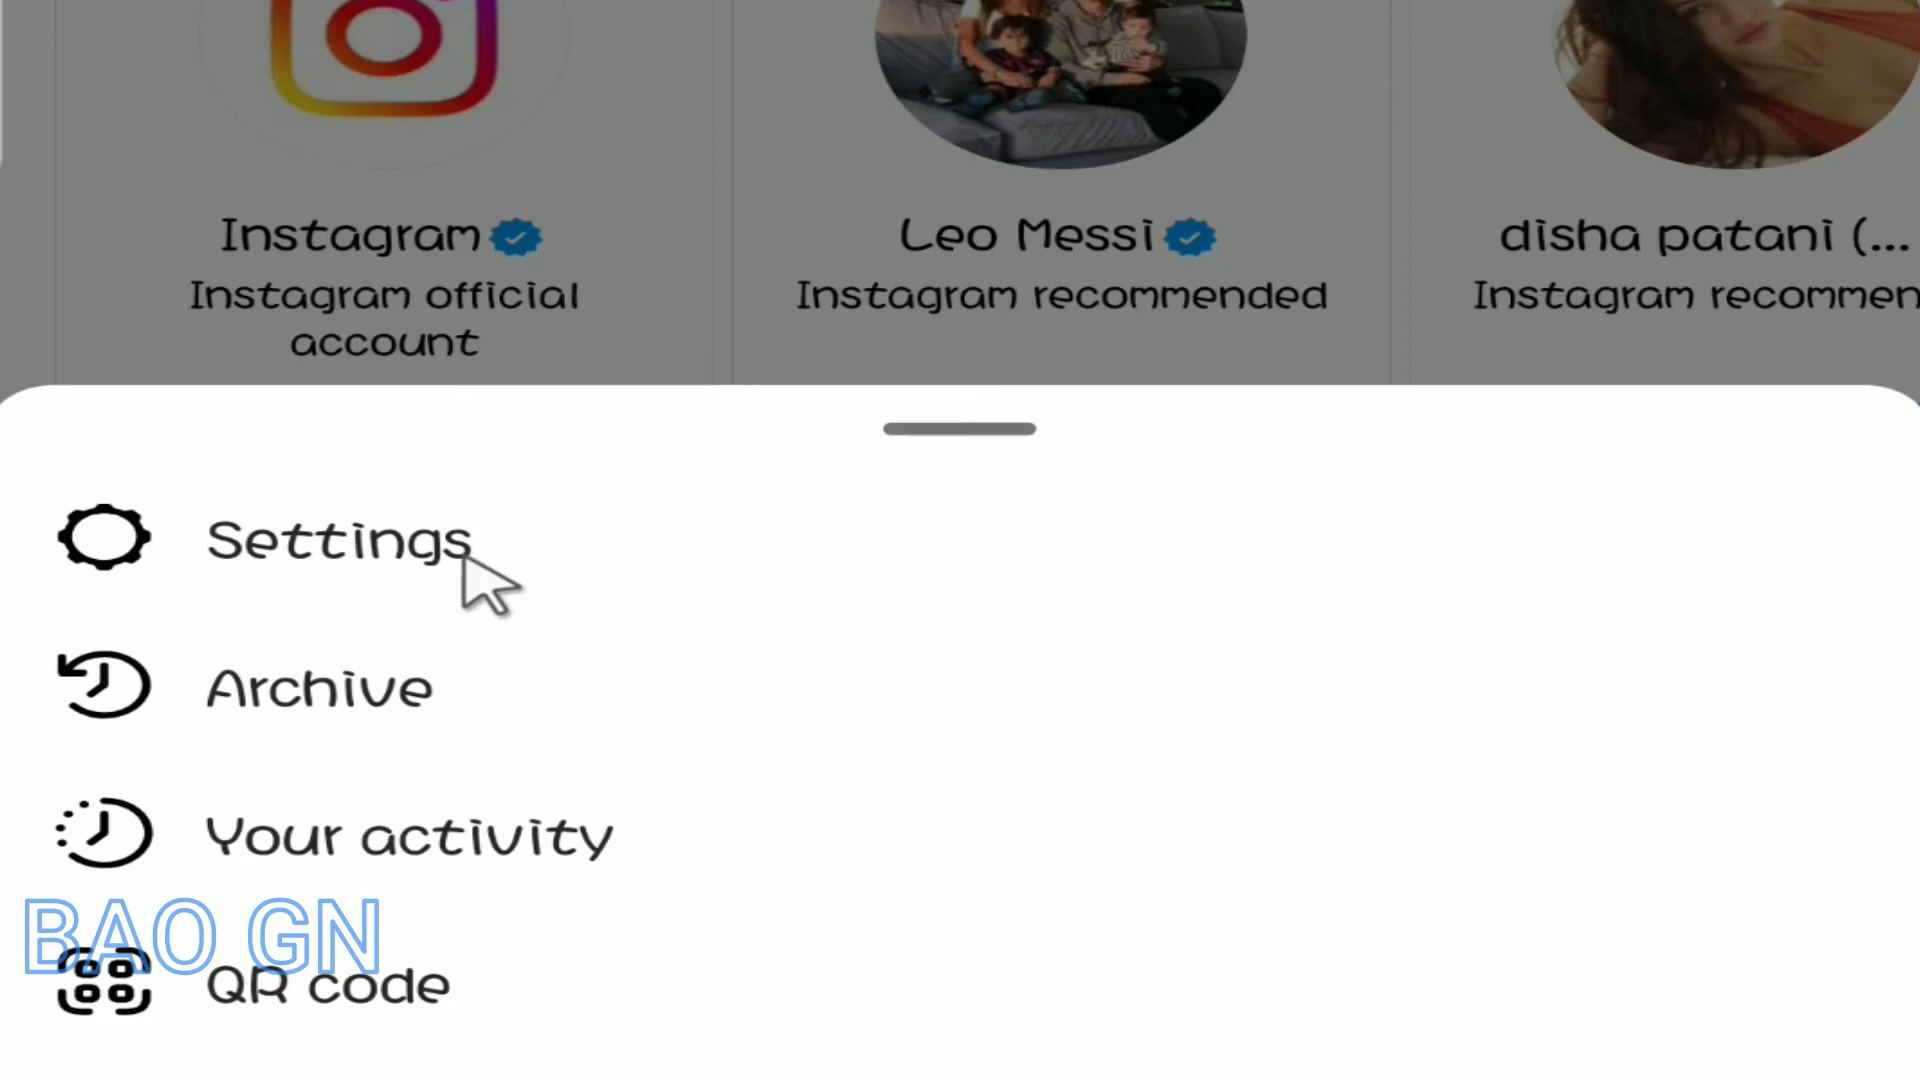 Instagram
Instagram official
account
Leo Messi
Instagram recommended
disha patani (...
Instagram recommen
Settings
Archive
Your activity
BAO GN
QR code